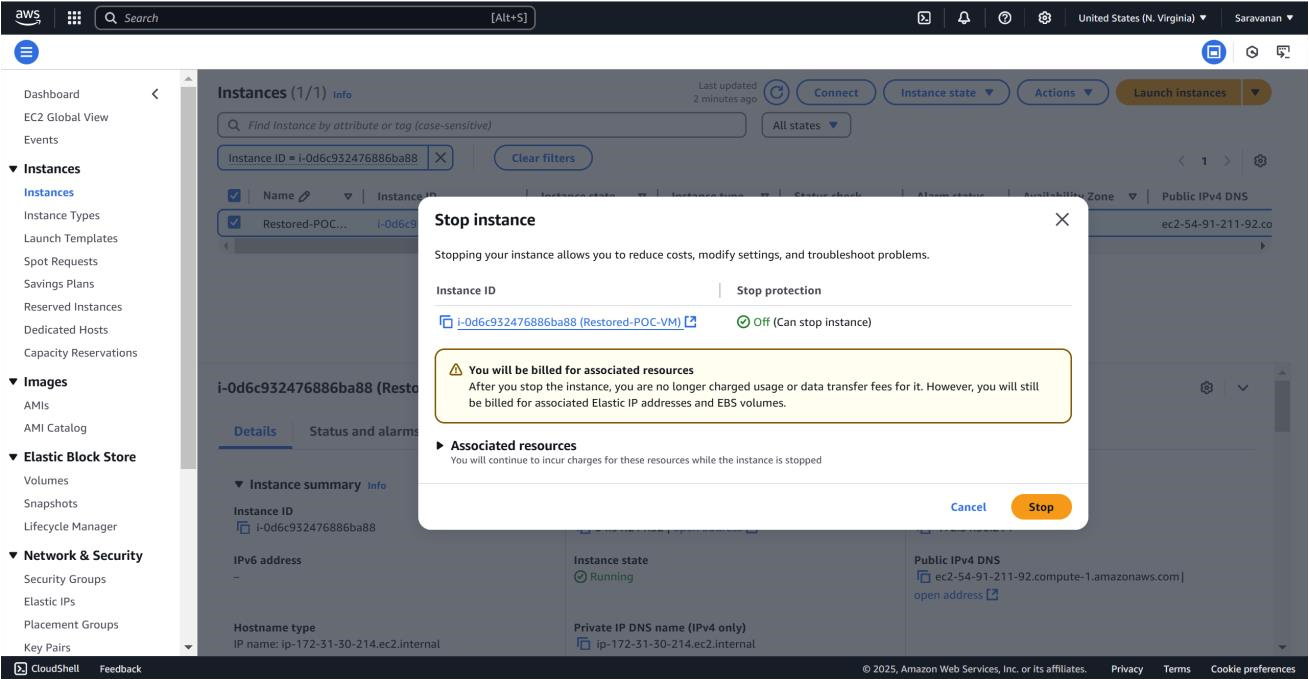 aws
Search [Alt+S] United States (N. Virginia) ▼ Saravanan ▼
Dashboard
EC2 Global View
Events
Instances
Instances
Instance Types
Launch Templates
Spot Requests
Savings Plans
Reserved Instances
Dedicated Hosts
Capacity Reservations
Images
AMIs
AMI Catalog
Elastic Block Store
Volumes
Snapshots
Lifecycle Manager
Network & Security
Security Groups
Elastic IPs
Placement Groups
Key Pairs
Instances (1/1) Info
Last updated
2 minutes ago
Connect Instance state ▼ Actions ▼ Launch instances ▼
Find Instance by attribute or tag (case-sensitive) All states ▼
Instance ID = i-0d6c932476886ba88 Clear filters
1
Name Instance ID Instance state Instance type Status check Alarm status Availability Zone Public IPv4 DNS
Restored-POC... i-0d6c9 ec2-54-91-211-92.co
Stop instance
Stopping your instance allows you to reduce costs, modify settings, and troubleshoot problems.
Instance ID Stop protection
i-0d6c932476886ba88 (Restored-POC-VM) Off (Can stop instance)
You will be billed for associated resources
After you stop the instance, you are no longer charged usage or data transfer fees for it. However, you will still
be billed for associated Elastic IP addresses and EBS volumes.
Associated resources
You will continue to incur charges for these resources while the instance is stopped
Cancel Stop
i-0d6c932476886ba88 (Resto
Details Status and alarms
Instance summary Info
Instance ID
i-0d6c932476886ba88
IPv6 address
–
Instance state
Running
Public IPv4 DNS
ec2-54-91-211-92.compute-1.amazonaws.com |
open address
Hostname type
IP name: ip-172-31-30-214.ec2.internal
Private IP DNS name (IPv4 only)
ip-172-31-30-214.ec2.internal
CloudShell Feedback © 2025, Amazon Web Services, Inc. or its affiliates. Privacy Terms Cookie preferences